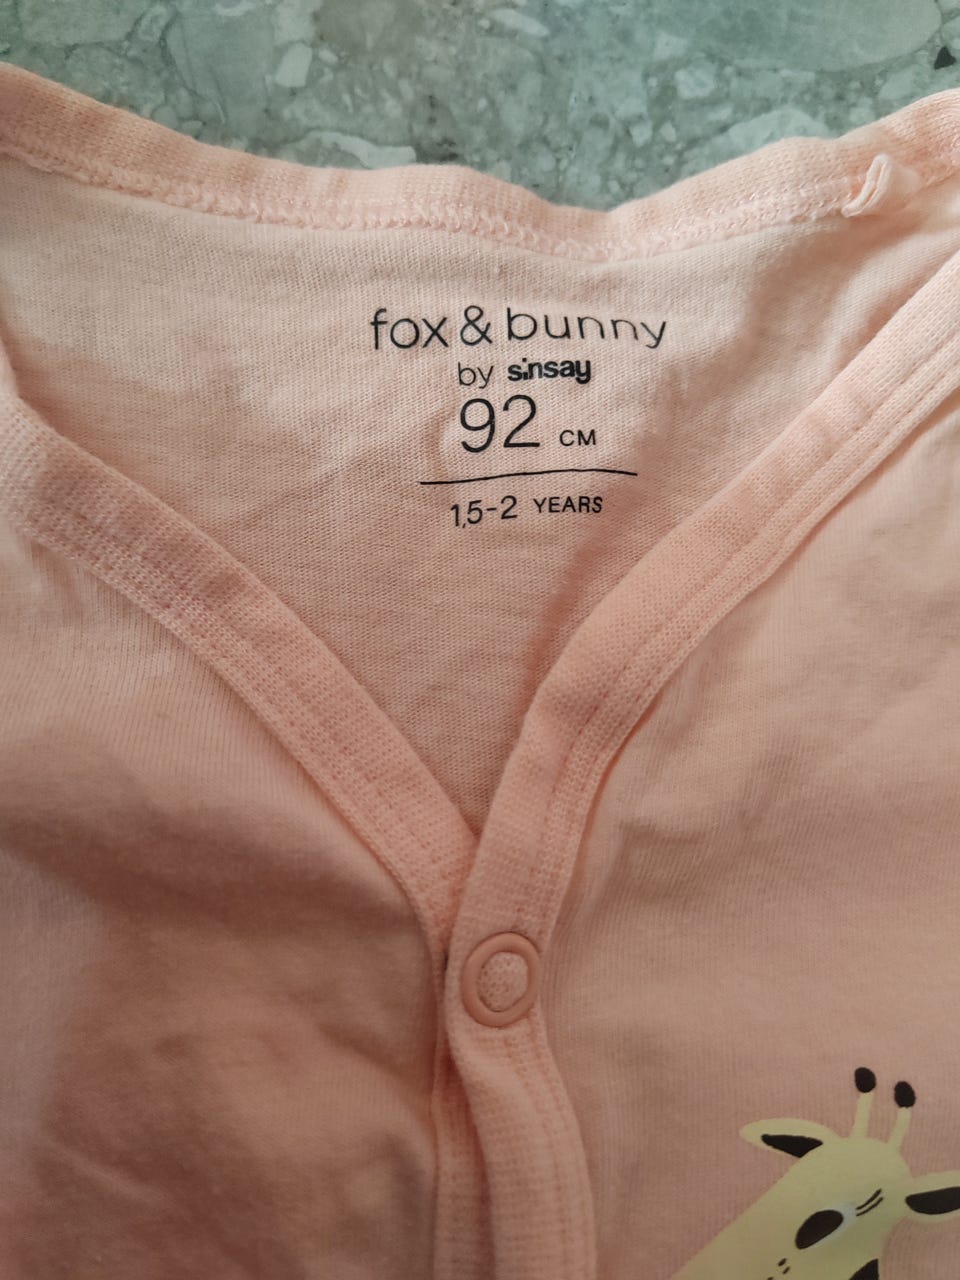 fox & bunny
by sinsay
92 CM
1,5-2 YEARS